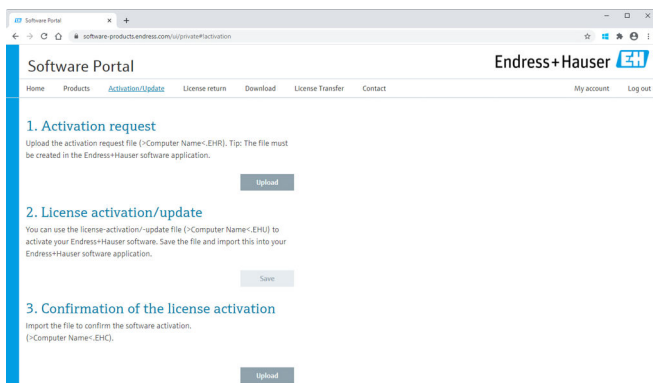 Software Portal
software-products.endress.com/ui/private#!activation
Software Portal
Endress+Hauser EH
Home Products Activation/Update License return Download License Transfer Contact My account Log out
1. Activation request
Upload the activation request file (>Computer Name<.EHR). Tip: The file must
be created in the Endress+Hauser software application.
Upload
2. License activation/update
You can use the license-activation/-update file (>Computer Name<.EHU) to
activate your Endress+Hauser software. Save the file and import this into your
Endress+Hauser software application.
Save
3. Confirmation of the license activation
Import the file to confirm the software activation.
(>Computer Name<.EHC).
Upload